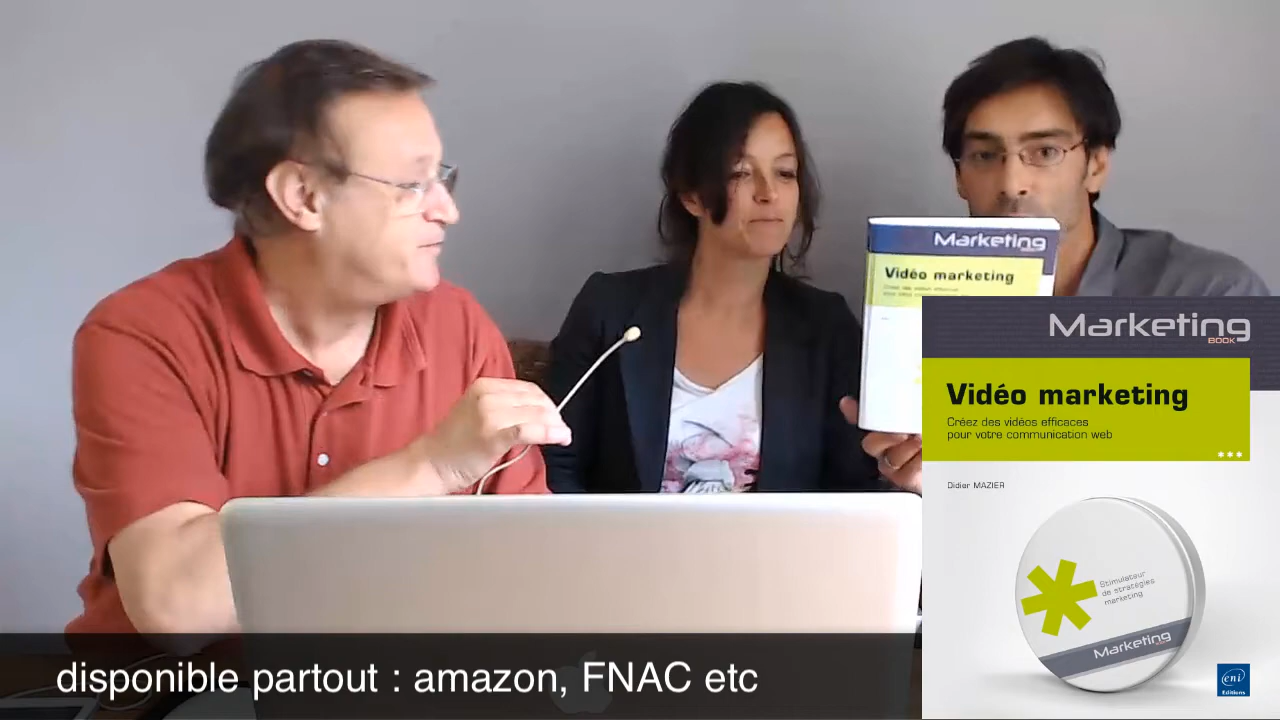 Marketing
BOOK
Vidéo marketing
Marketing
BOOK
Vidéo marketing
Créez des vidéos efficaces
pour votre communication web
***
Didier MAZIER
Stimulateur
de stratégies
marketing
Marketing
eni
Editions
disponible partout : amazon, FNAC etc